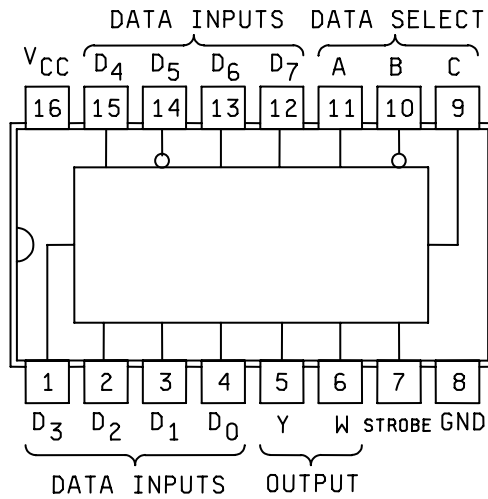 DATA INPUTS DATA SELECT
VCC D4 D5 D6 D7 A B C
16 15 14 13 12 11 10 9
1 2 3 4 5 6 7 8
D3 D2 D1 D0 Y W STROBE GND
DATA INPUTS OUTPUT